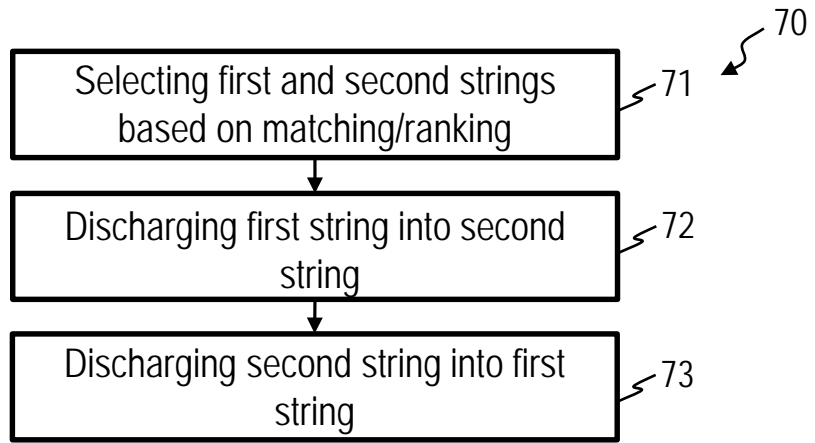 70
Selecting first and second strings
based on matching/ranking
71
Discharging first string into second
string
72
Discharging second string into first
string
73